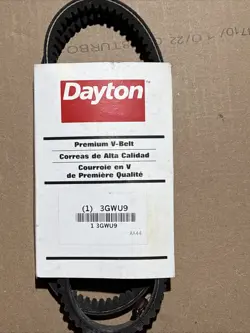 Dayton
Premium V-Belt
Correas de Alta Calidad
Courroie en V
de Première Qualité
(1) 3GWU9
1 3GWU9